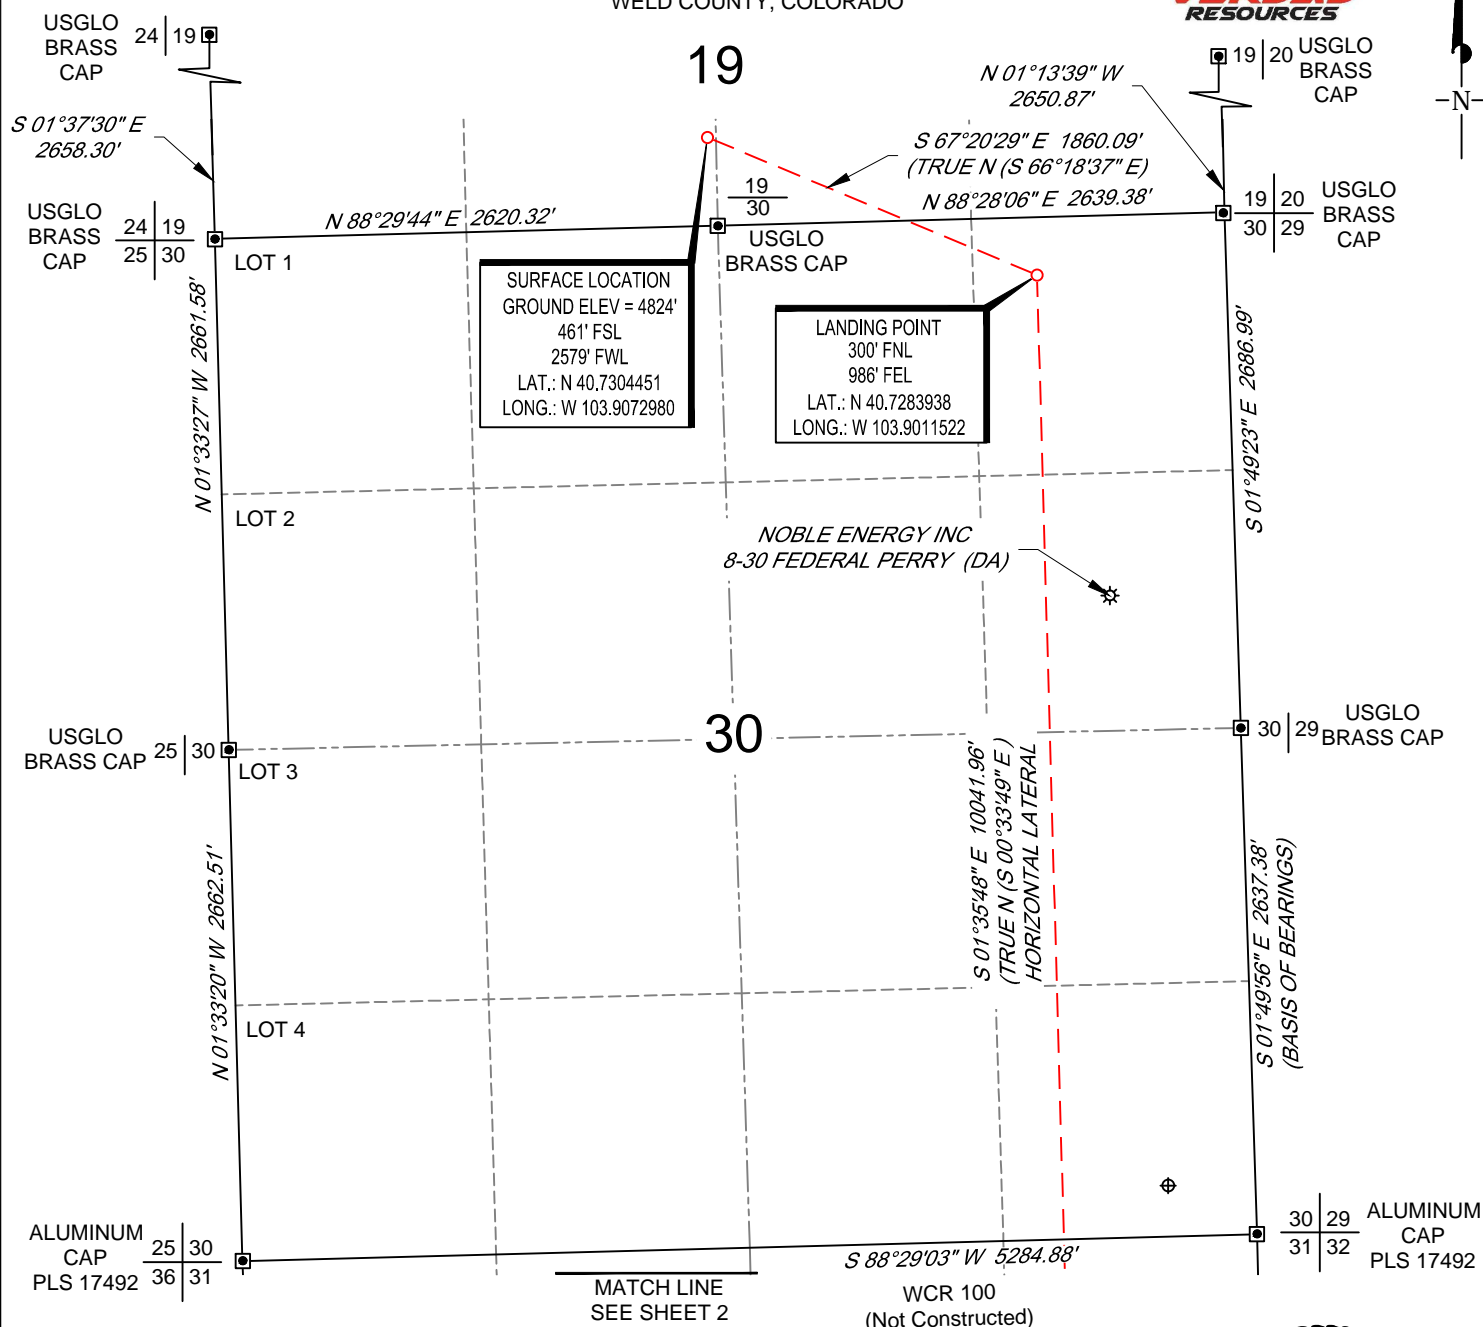 WELD COUNTY, COLORADO
RESOURCES
USGLO
BRASS
CAP
24 19
19
19 20
USGLO
BRASS
CAP
N
N 01°13'39" W
2650.87'
S 01°37'30" E
2658.30'
S 67°20'29" E 1860.09'
(TRUE N (S 66°18'37" E)
USGLO
BRASS
CAP
24 19
25 30
N 88°29'44" E 2620.32'
19
30
USGLO
BRASS CAP
N 88°28'06" E 2639.38'
19 20
30 29
USGLO
BRASS
CAP
LOT 1
SURFACE LOCATION
GROUND ELEV = 4824'
461' FSL
2579' FWL
LAT.: N 40.7304451
LONG.: W 103.9072980
LANDING POINT
300' FNL
986' FEL
LAT.: N 40.7283938
LONG.: W 103.9011522
N 01°33'27" W 2661.58'
S 01°49'23" E 2686.99'
LOT 2
NOBLE ENERGY INC
8-30 FEDERAL PERRY (DA)
30
USGLO
BRASS CAP
25 30
30 29
USGLO
BRASS CAP
LOT 3
S 01°35'48" E 10041.96'
(TRUE N (S 00°33'49" E )
HORIZONTAL LATERAL
N 01°33'20" W 2662.51'
S 01°49'56" E 2637.38'
(BASIS OF BEARINGS)
LOT 4
ALUMINUM
CAP
PLS 17492
25 30
36 31
S 88°29'03" W 5284.88'
30 29
31 32
ALUMINUM
CAP
PLS 17492
MATCH LINE
SEE SHEET 2
WCR 100
(Not Constructed)